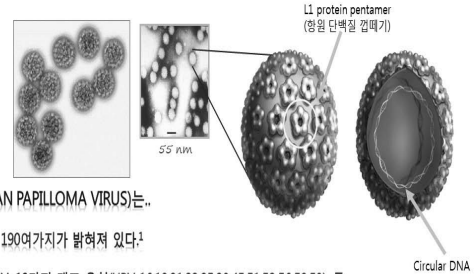 L1 protein pentamer
(항원 단백질 껍떼기)
55 nm
AN PAPILLOMA VIRUS)는..
190여가지가 밝혀져 있다.¹
Circular DNA